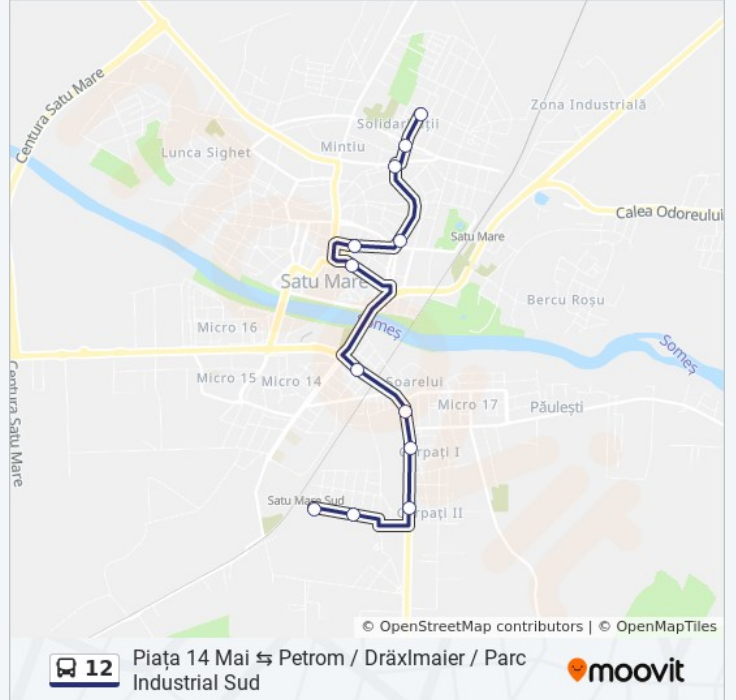 Centura Satu Mare
Zona Industrială
Solidarității
Mintiu
Lunca Sighet
Calea Odoreului
Satu Mare
Satu Mare
Bercu Roșu
Micro 16
Someș
Someș
Micro 15
Micro 14
Soarelui
Micro 17
Păulești
Centura Satu Mare
Carpați I
Satu Mare Sud
Carpați II
© OpenStreetMap contributors | © OpenMapTiles
12
Piața 14 Mai ⇆ Petrom / Dräxlmaier / Parc
Industrial Sud
moovit